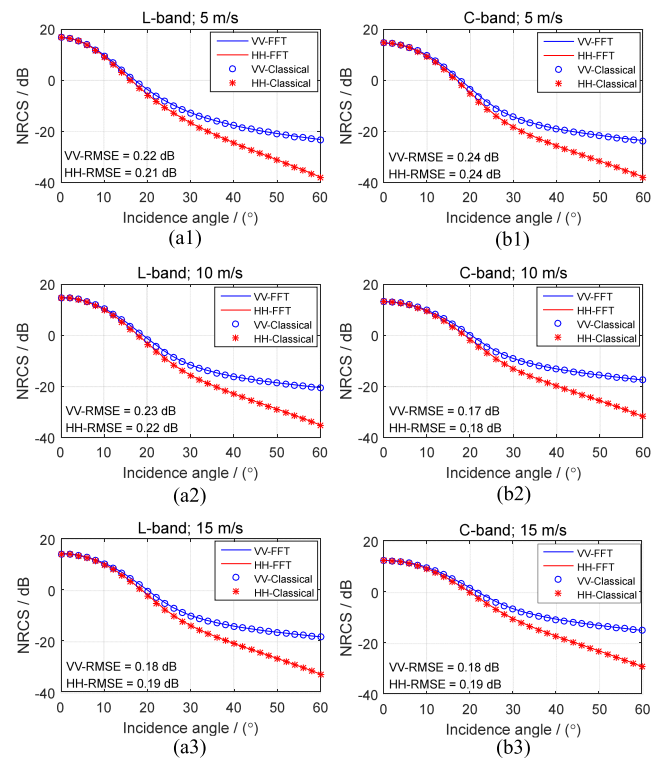 L-band; 5 m/s
NRCS / dB
20
0
-20
-40
VV-FFT
HH-FFT
VV-Classical
HH-Classical
VV-RMSE = 0.22 dB
HH-RMSE = 0.21 dB
0 10 20 30 40 50 60
Incidence angle / (°)
(a1)
C-band; 5 m/s
NRCS / dB
20
0
-20
-40
VV-FFT
HH-FFT
VV-Classical
HH-Classical
VV-RMSE = 0.24 dB
HH-RMSE = 0.24 dB
0 10 20 30 40 50 60
Incidence angle / (°)
(b1)
L-band; 10 m/s
NRCS / dB
20
0
-20
-40
VV-FFT
HH-FFT
VV-Classical
HH-Classical
VV-RMSE = 0.23 dB
HH-RMSE = 0.22 dB
0 10 20 30 40 50 60
Incidence angle / (°)
(a2)
C-band; 10 m/s
NRCS / dB
20
0
-20
-40
VV-FFT
HH-FFT
VV-Classical
HH-Classical
VV-RMSE = 0.17 dB
HH-RMSE = 0.18 dB
0 10 20 30 40 50 60
Incidence angle / (°)
(b2)
L-band; 15 m/s
NRCS / dB
20
0
-20
-40
VV-FFT
HH-FFT
VV-Classical
HH-Classical
VV-RMSE = 0.18 dB
HH-RMSE = 0.19 dB
0 10 20 30 40 50 60
Incidence angle / (°)
(a3)
C-band; 15 m/s
NRCS / dB
20
0
-20
-40
VV-FFT
HH-FFT
VV-Classical
HH-Classical
VV-RMSE = 0.18 dB
HH-RMSE = 0.19 dB
0 10 20 30 40 50 60
Incidence angle / (°)
(b3)